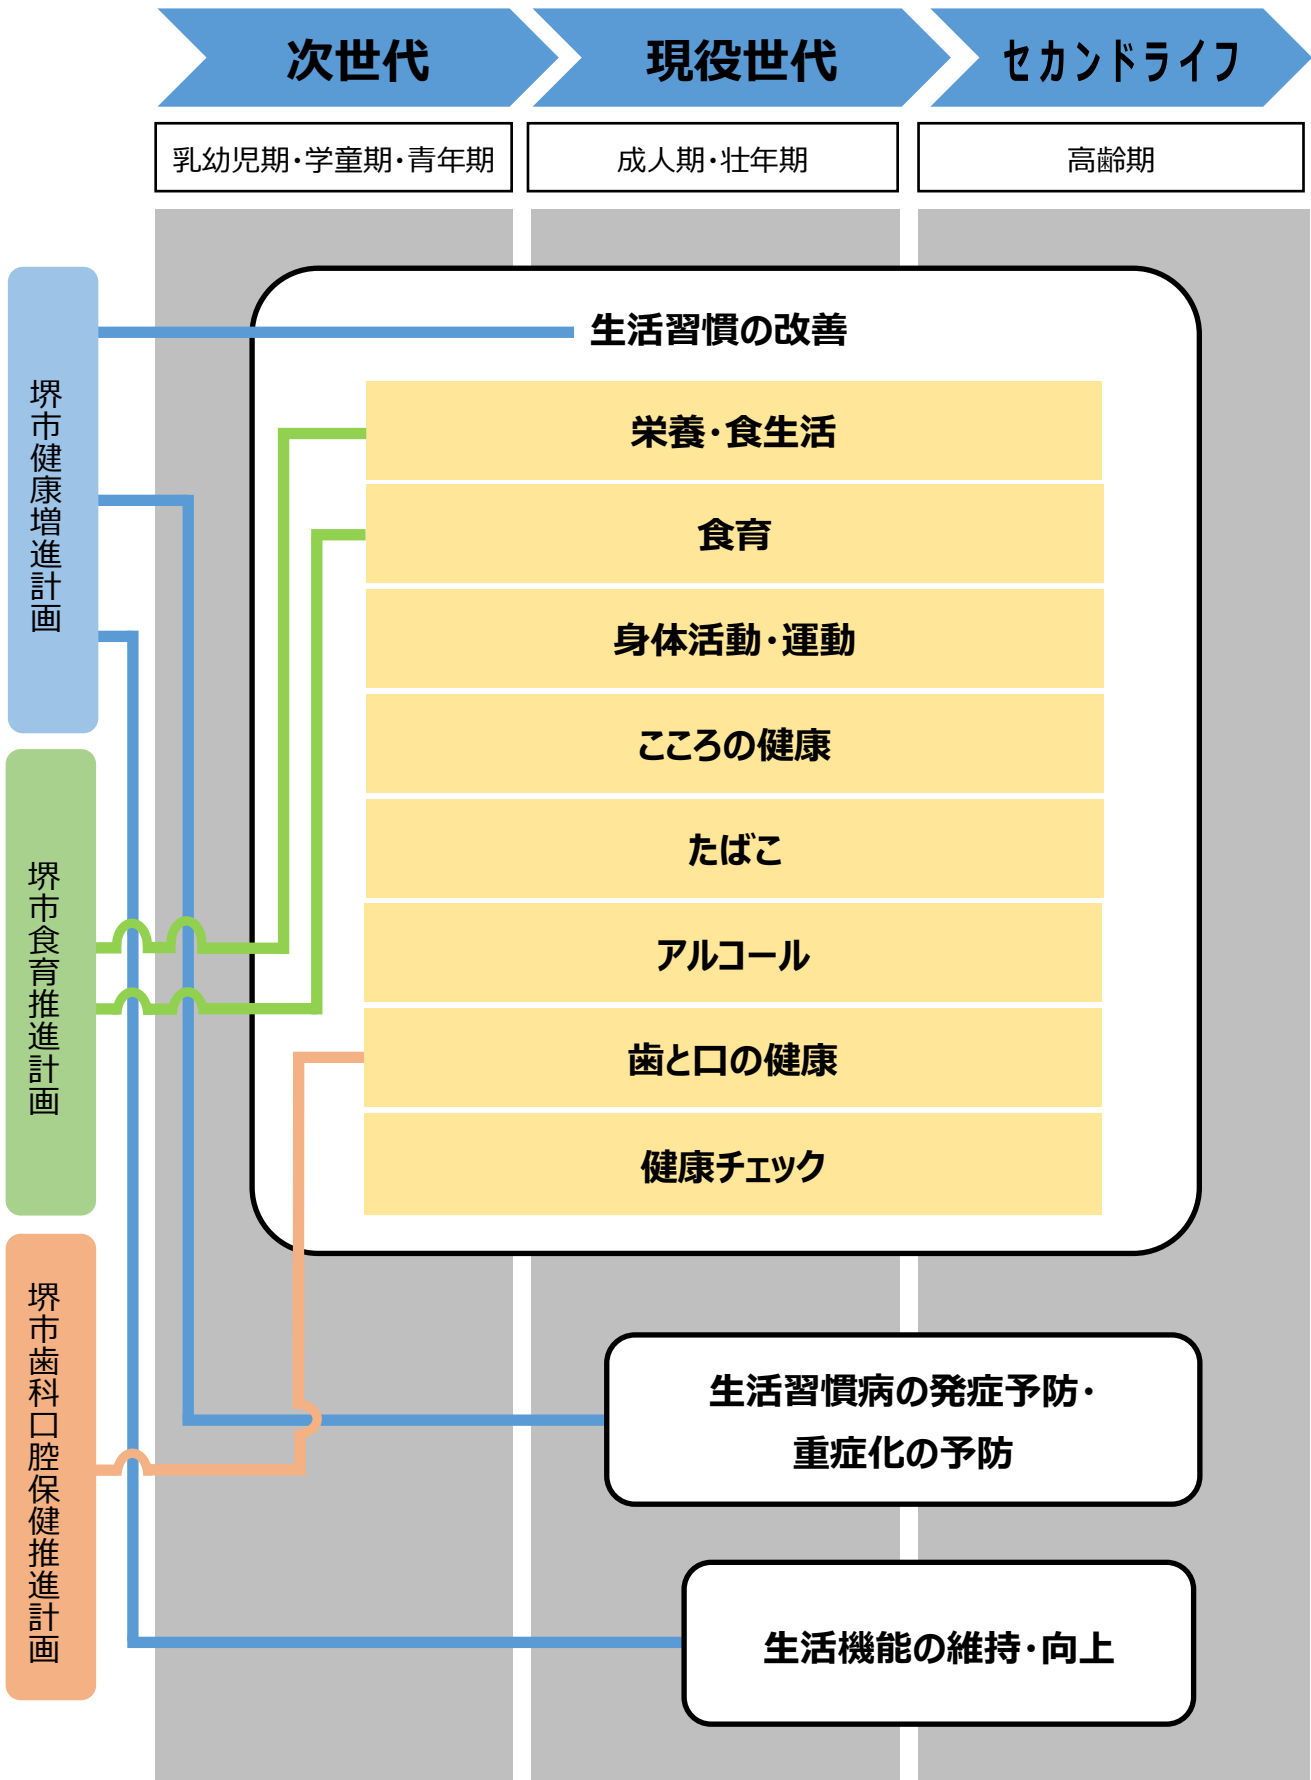 次世代
現役世代
セカンドライフ
乳幼児期・学童期・青年期
成人期・壮年期
高齢期
堺市健康増進計画
堺市食育推進計画
堺市歯科口腔保健推進計画
生活習慣の改善
栄養・食生活
食育
身体活動・運動
こころの健康
たばこ
アルコール
歯と口の健康
健康チェック
生活習慣病の発症予防・
重症化の予防
生活機能の維持・向上